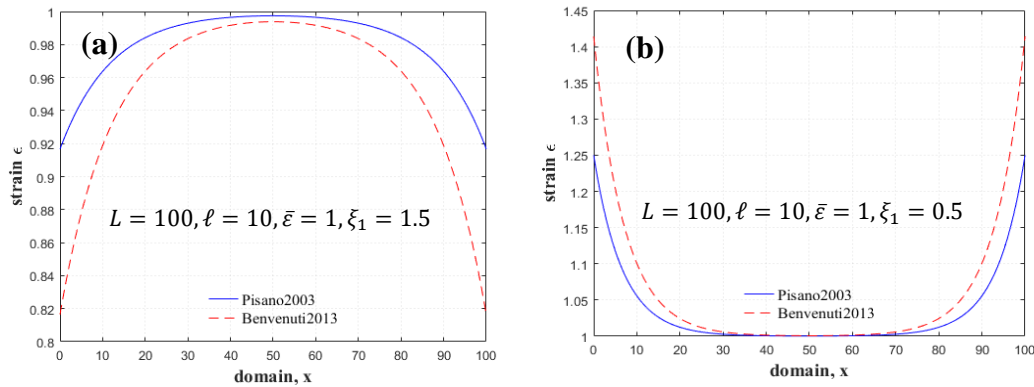 (a)
1
0.98
0.96
0.94
0.92
0.9
0.88
0.86
0.84
0.82
0.8
strain ϵ
L = 100, ℓ = 10, ε̄ = 1, ξ₁ = 1.5
Pisano2003
Benvenuti2013
0 10 20 30 40 50 60 70 80 90 100
domain, x
(b)
1.45
1.4
1.35
1.3
1.25
1.2
1.15
1.1
1.05
1
strain ϵ
L = 100, ℓ = 10, ε̄ = 1, ξ₁ = 0.5
Pisano2003
Benvenuti2013
0 10 20 30 40 50 60 70 80 90 100
domain, x